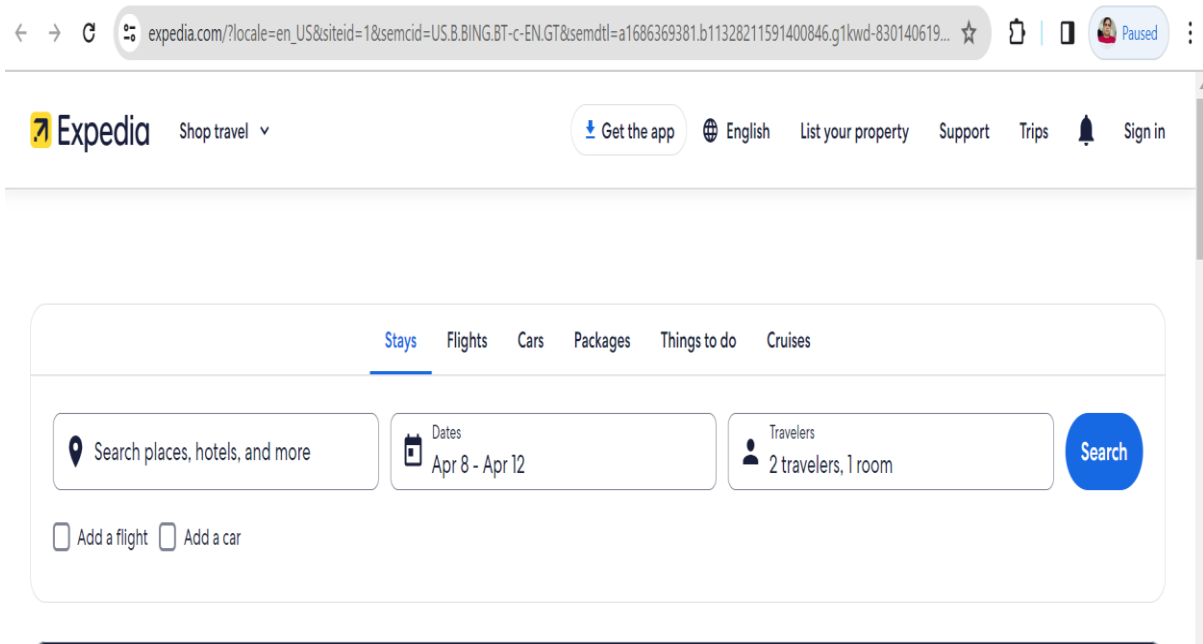 expedia.com/?locale=en_US&siteid=1&semcid=US.B.BING.BT-c-EN.GT&semdtl=a1686369381.b11328211591400846.g1kwd-830140619... Paused
Expedia Shop travel Get the app English List your property Support Trips Sign in
Stays Flights Cars Packages Things to do Cruises
Search places, hotels, and more
Dates
Apr 8 - Apr 12
Travelers
2 travelers, 1 room
Search
Add a flight Add a car